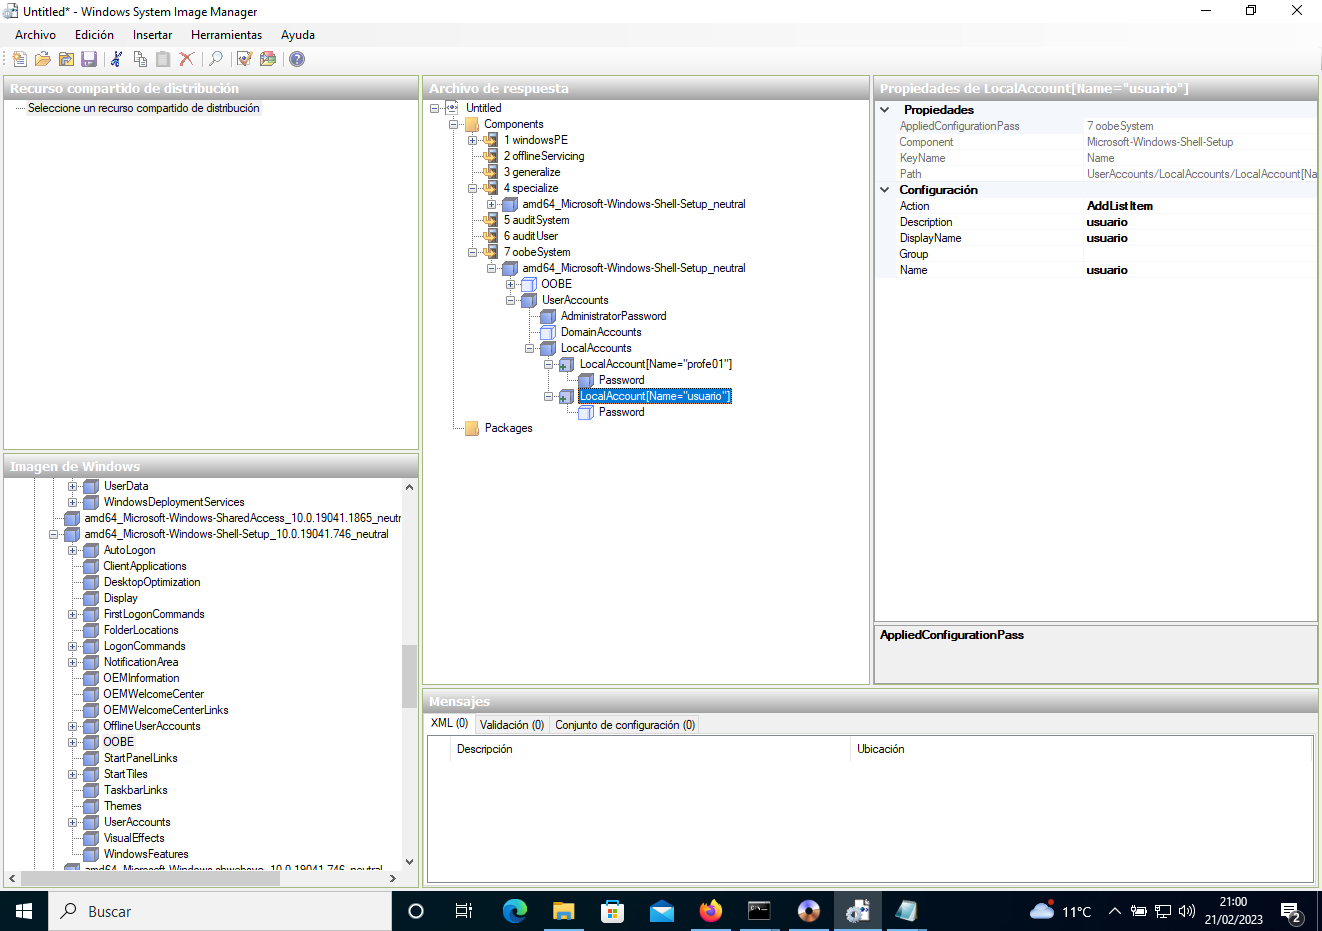 Untitled* - Windows System Image Manager
Archivo Edición Insertar Herramientas Ayuda
Recurso compartido de distribución
Seleccione un recurso compartido de distribución
Imagen de Windows
UserData
WindowsDeploymentServices
amd64_Microsoft-Windows-SharedAccess_10.0.19041.1865_neutr
amd64_Microsoft-Windows-Shell-Setup_10.0.19041.746_neutral
AutoLogon
ClientApplications
DesktopOptimization
Display
FirstLogonCommands
FolderLocations
LogonCommands
NotificationArea
OEMInformation
OEMWelcomeCenter
OEMWelcomeCenterLinks
OfflineUserAccounts
OOBE
StartPanelLinks
StartTiles
TaskbarLinks
Themes
UserAccounts
VisualEffects
WindowsFeatures
Archivo de respuesta
Untitled
Components
1 windowsPE
2 offlineServicing
3 generalize
4 specialize
amd64_Microsoft-Windows-Shell-Setup_neutral
5 auditSystem
6 auditUser
7 oobeSystem
amd64_Microsoft-Windows-Shell-Setup_neutral
OOBE
UserAccounts
AdministratorPassword
DomainAccounts
LocalAccounts
LocalAccount[Name="profe01"]
Password
LocalAccount[Name="usuario"]
Password
Packages
Propiedades de LocalAccount[Name="usuario"]
Propiedades
AppliedConfigurationPass 7 oobeSystem
Component Microsoft-Windows-Shell-Setup
KeyName Name
Path UserAccounts/LocalAccounts/LocalAccount[Na
Configuración
Action AddListItem
Description usuario
DisplayName usuario
Group
Name usuario
AppliedConfigurationPass
Mensajes
XML (0) Validación (0) Conjunto de configuración (0)
Descripción Ubicación
Buscar
11°C
21:00
21/02/2023
2